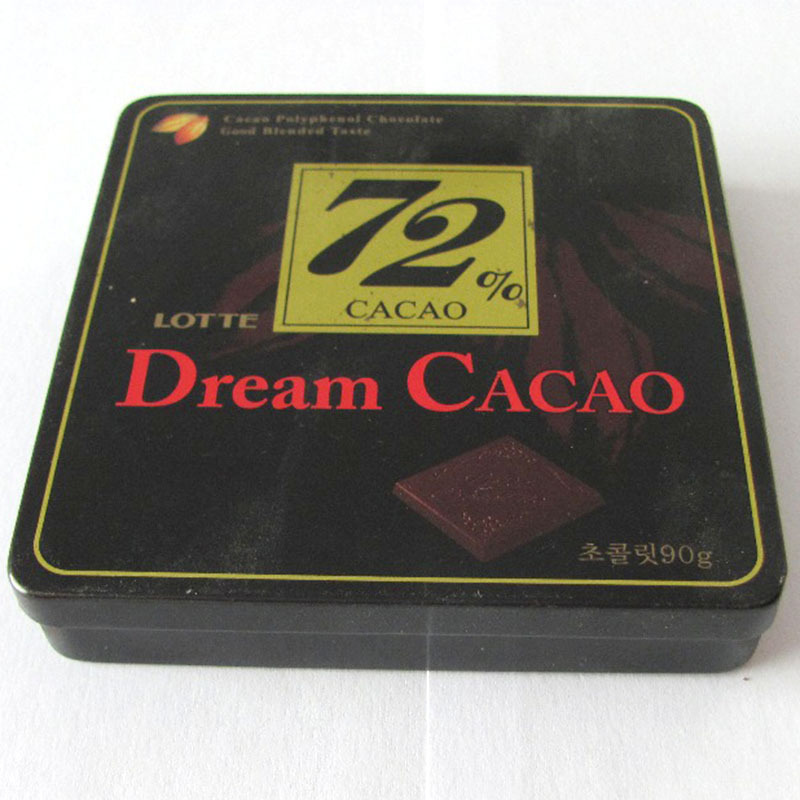 Cacao Polyphenol Chocolate
Good Blended Taste
72%
CACAO
LOTTE
Dream CACAO
초콜릿90g